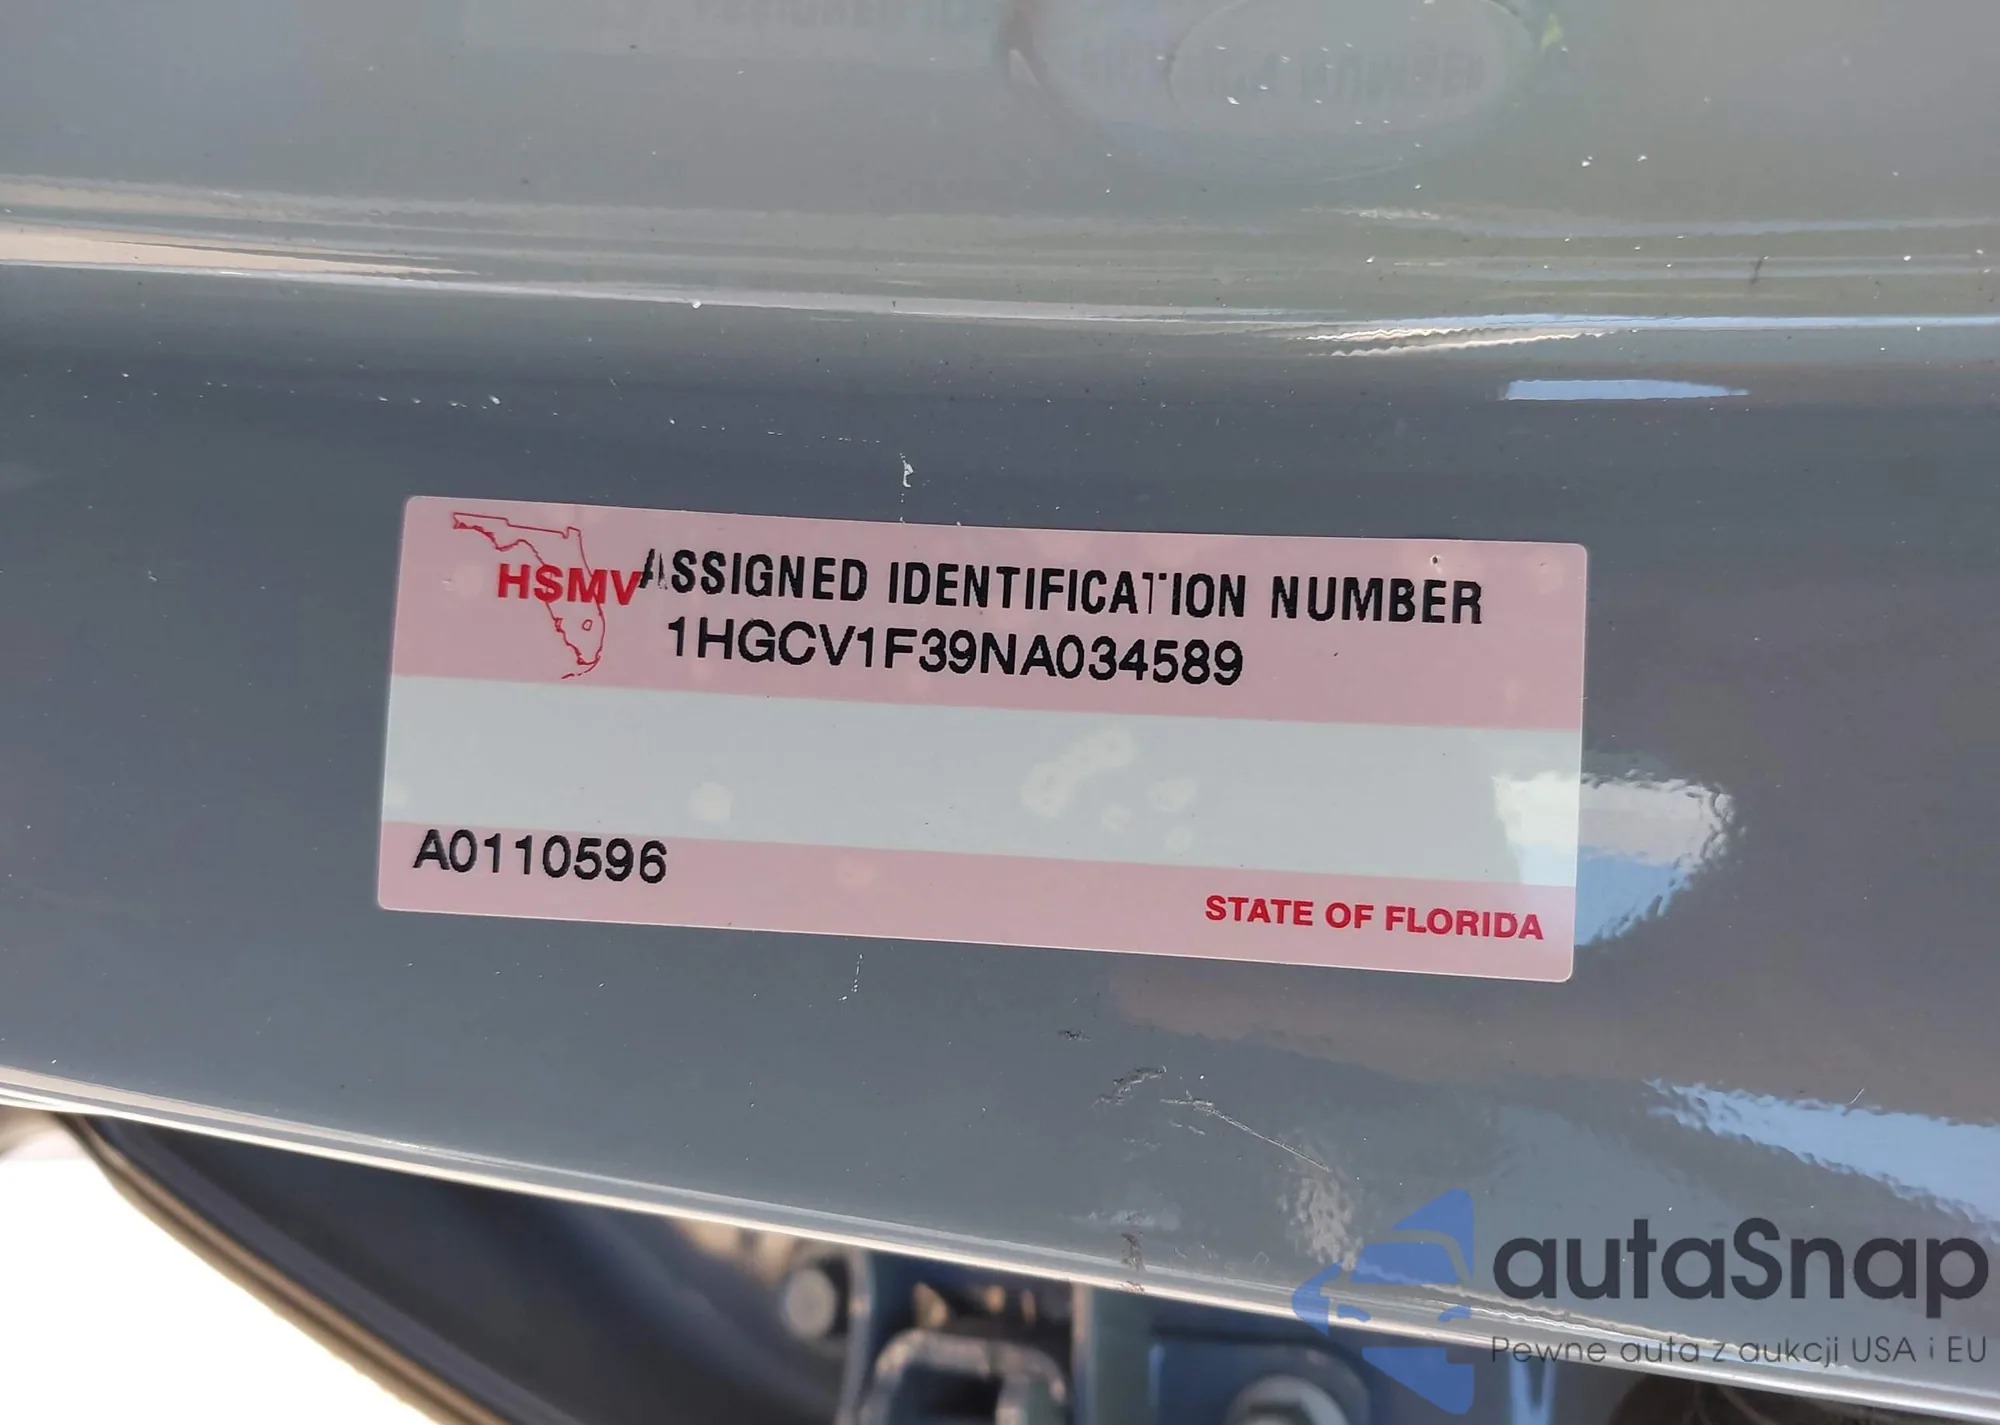 HSMV ASSIGNED IDENTIFICATION NUMBER
1HGCV1F39NA034589
A0110596
STATE OF FLORIDA
autaSnap
Pewne auta z aukcji USA i EU